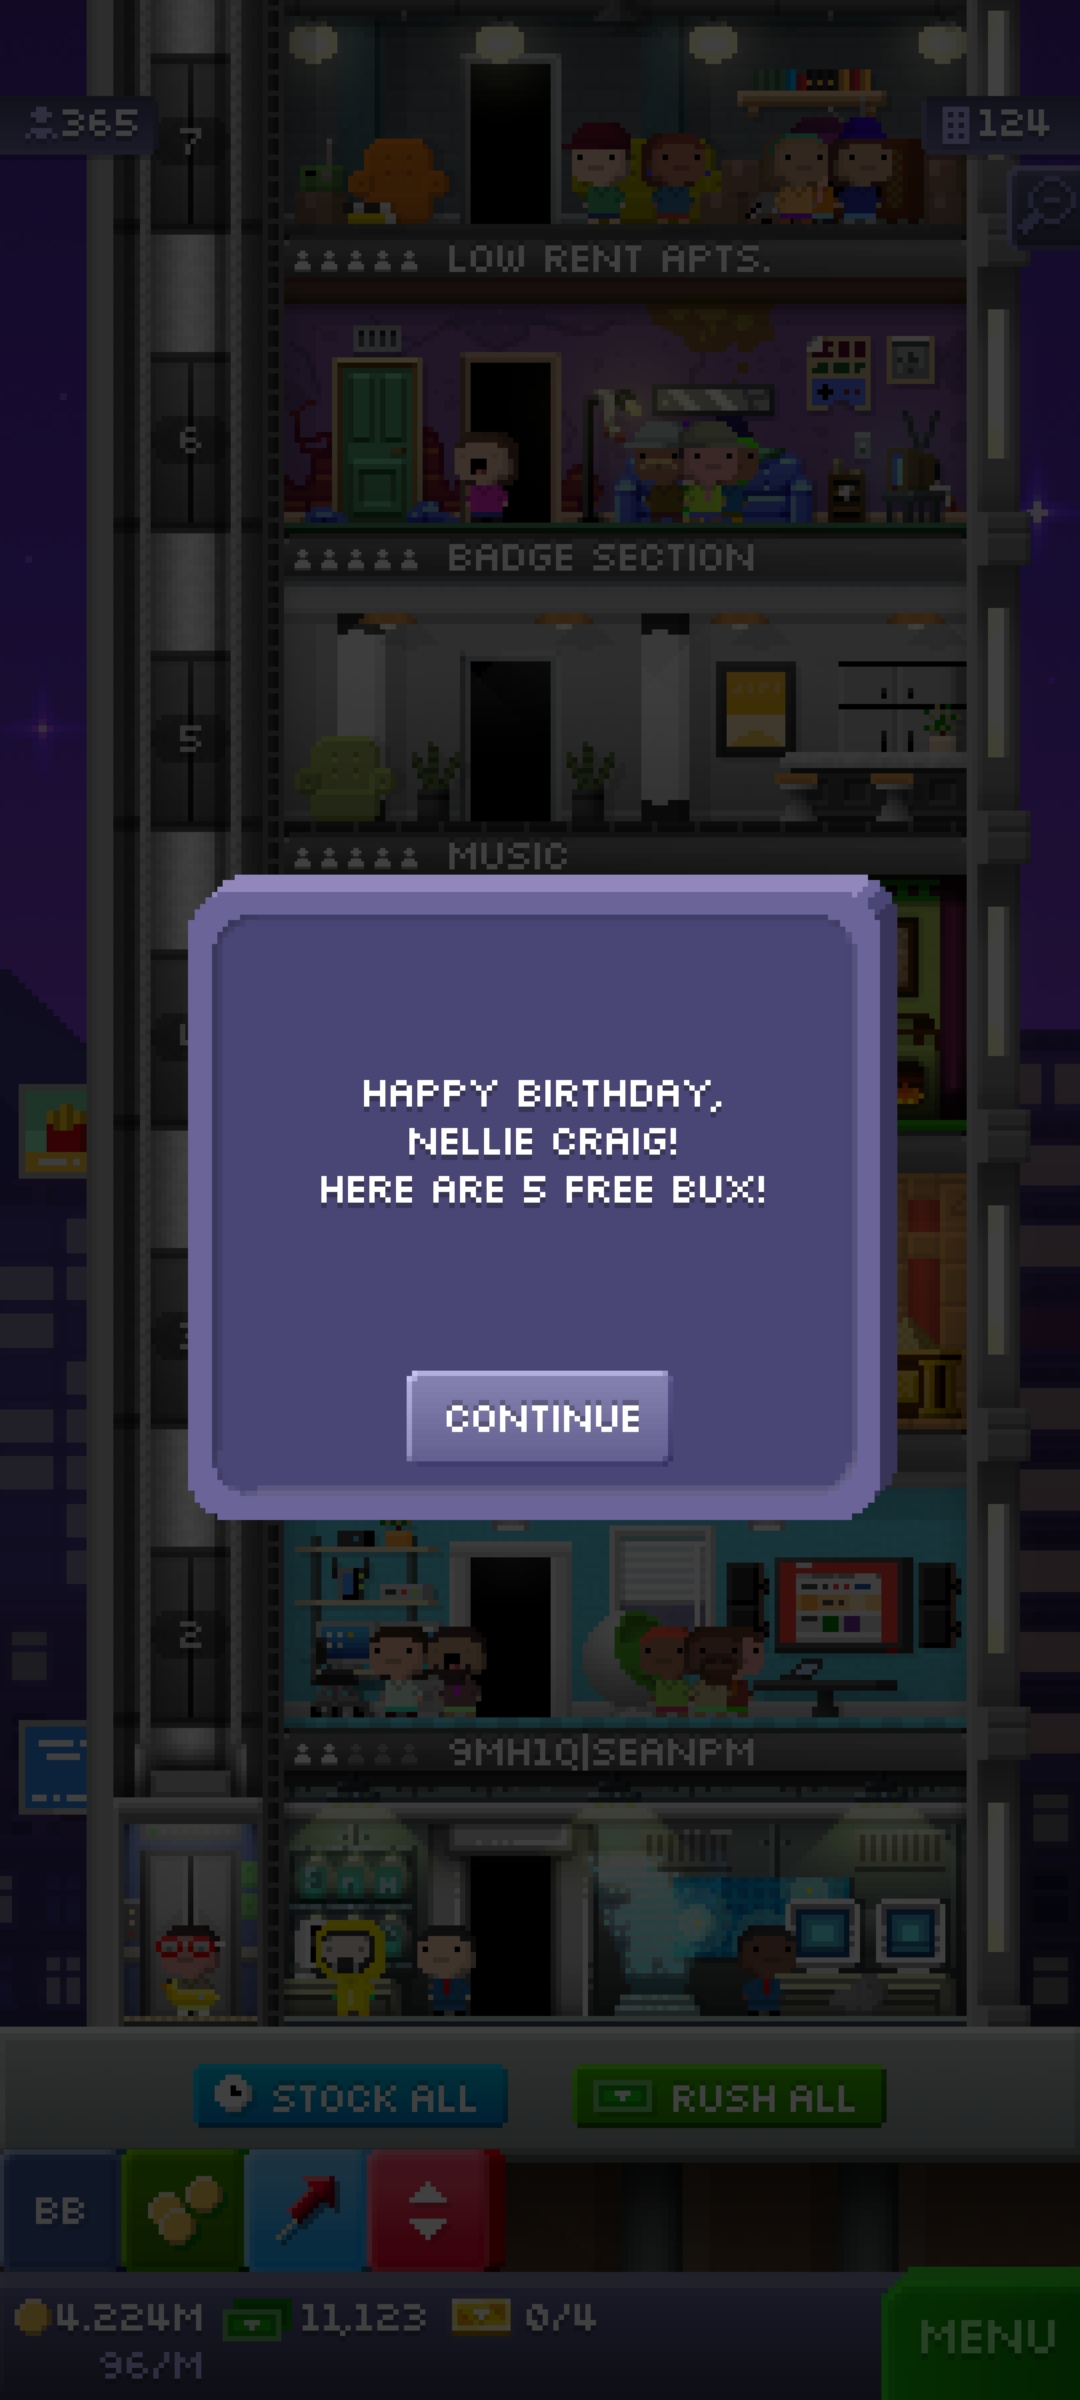 365
124
7
LOW RENT APTS.
6
BADGE SECTION
5
MUSIC
HAPPY BIRTHDAY,
NELLIE CRAIG!
HERE ARE 5 FREE BUX!
CONTINUE
2
9MH1Q|SEANPM
STOCK ALL
RUSH ALL
BB
4.224M
11,123
0/4
96/M
MENU